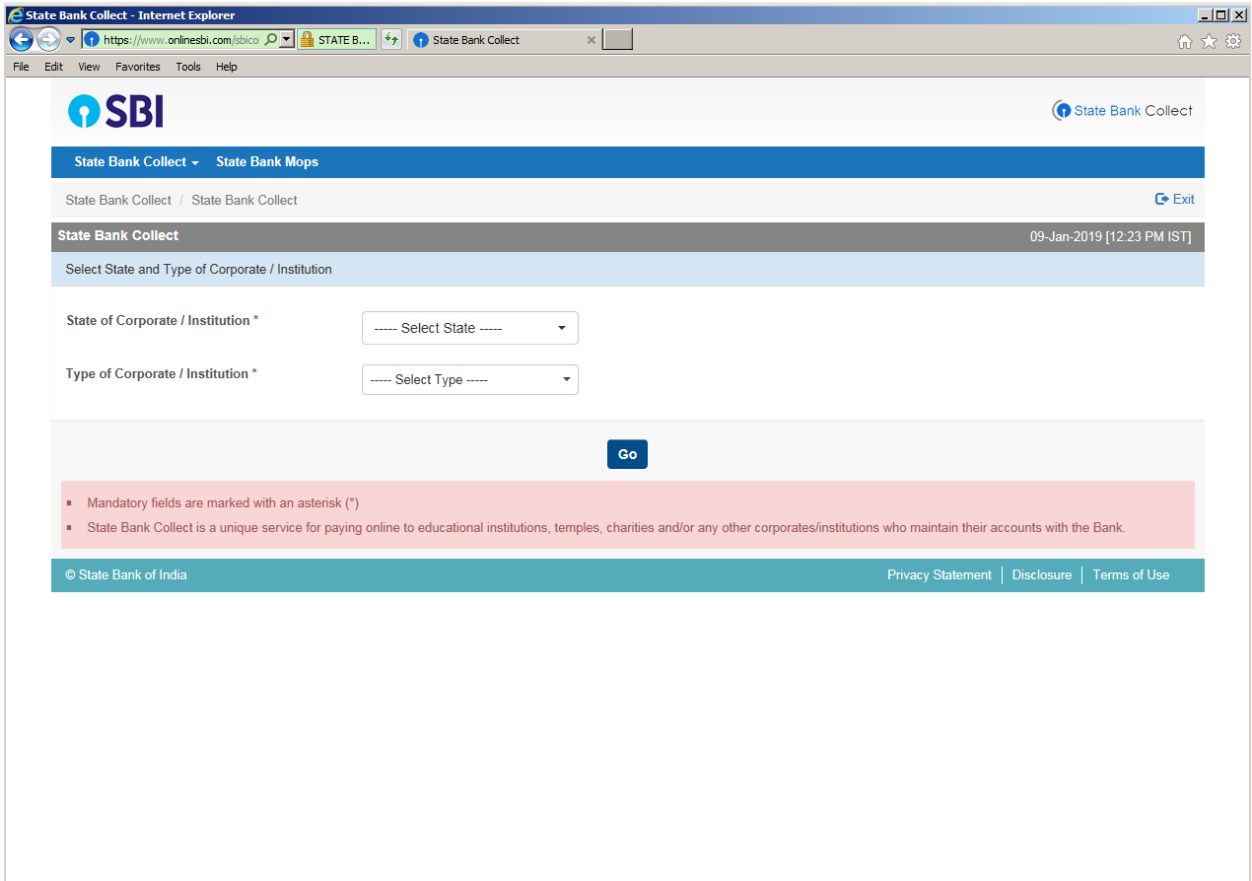 State Bank Collect - Internet Explorer
https://www.onlinesbi.com/sbico STATE B... State Bank Collect
File Edit View Favorites Tools Help
SBI
State Bank Collect
State Bank Collect State Bank Mops
State Bank Collect / State Bank Collect Exit
State Bank Collect 09-Jan-2019 [12:23 PM IST]
Select State and Type of Corporate / Institution
State of Corporate / Institution * ----- Select State -----
Type of Corporate / Institution * ----- Select Type -----
Go
Mandatory fields are marked with an asterisk (*)
State Bank Collect is a unique service for paying online to educational institutions, temples, charities and/or any other corporates/institutions who maintain their accounts with the Bank.
© State Bank of India Privacy Statement | Disclosure | Terms of Use